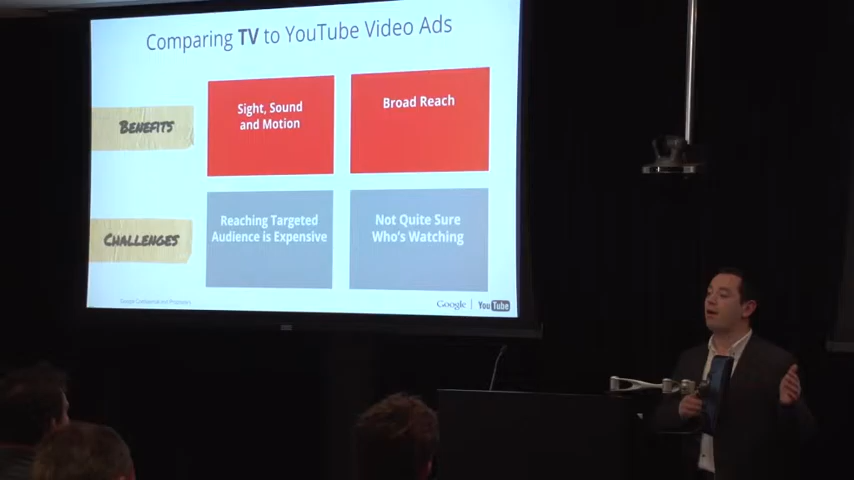 Comparing TV to YouTube Video Ads
BENEFITS
Sight, Sound
and Motion
Broad Reach
CHALLENGES
Reaching Targeted
Audience is Expensive
Not Quite Sure
Who's Watching
Google
YouTube